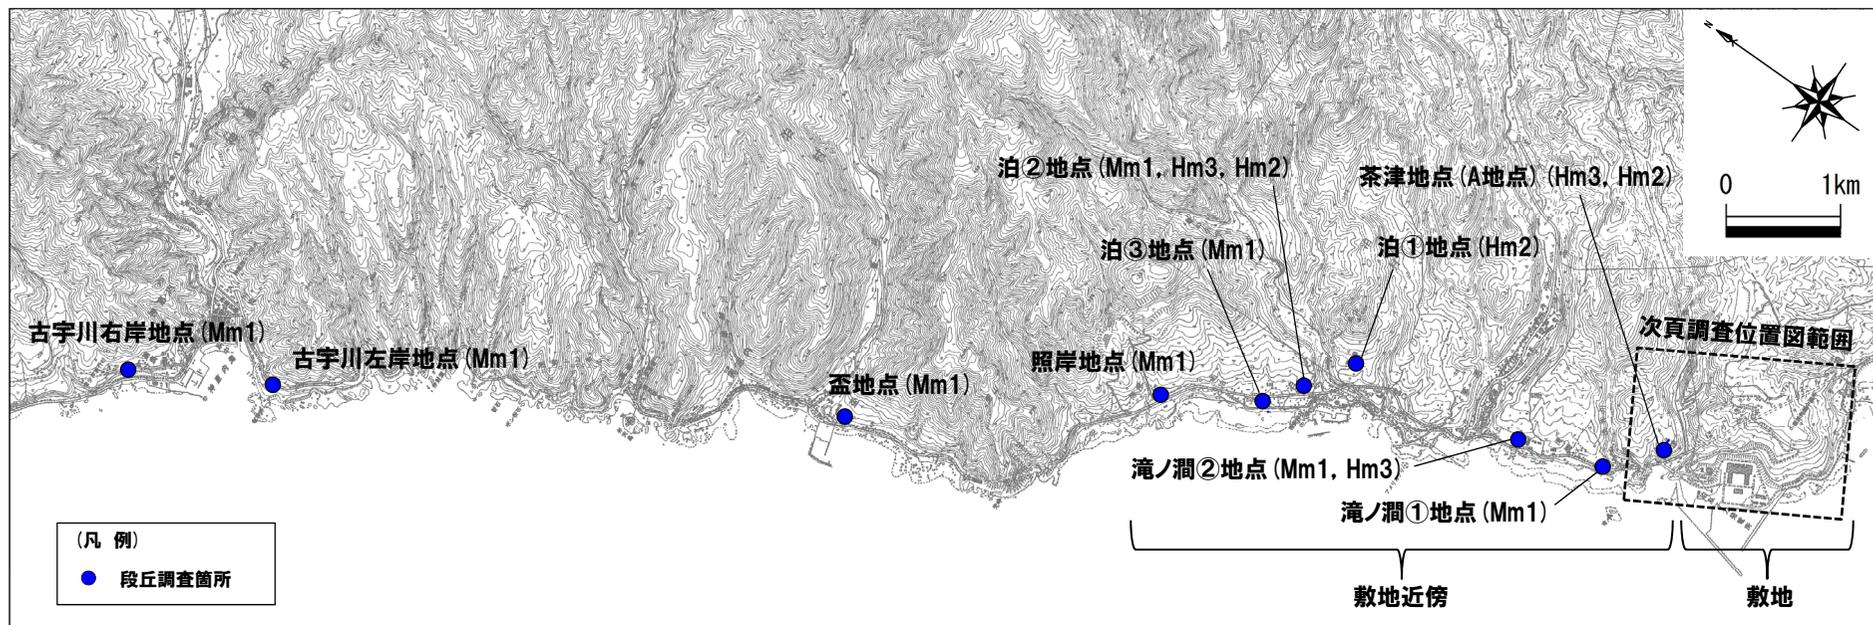 N
0 1km
泊②地点(Mm1, Hm3, Hm2)
茶津地点(A地点)(Hm3, Hm2)
泊③地点(Mm1)
泊①地点(Hm2)
古宇川右岸地点(Mm1)
古宇川左岸地点(Mm1)
盃地点(Mm1)
照岸地点(Mm1)
次頁調査位置図範囲
滝ノ澗②地点(Mm1, Hm3)
滝ノ澗①地点(Mm1)
(凡 例)
段丘調査箇所
敷地近傍
敷地